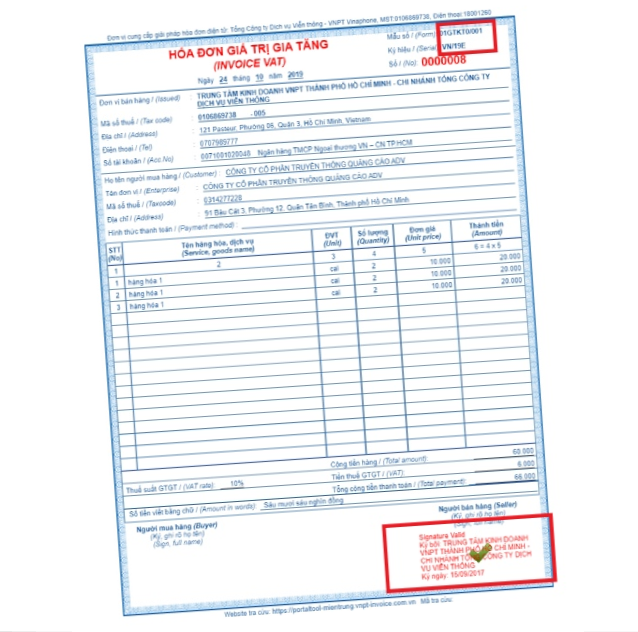 Đơn vị cung cấp giải pháp hóa đơn điện tử: Tổng Công ty Dịch vụ Viễn thông - VNPT Vinaphone, MST:0106869738, Điện thoại:18001260
HÓA ĐƠN GIÁ TRỊ GIA TĂNG
(INVOICE VAT)
Ngày 24 tháng 10 năm 2019
Mẫu số / (Form) 01GTKT0/001
Ký hiệu / (Serial) VN/19E
Số / (No): 0000008
Đơn vị bán hàng / (Issued) : TRUNG TÂM KINH DOANH VNPT THÀNH PHỐ HỒ CHÍ MINH - CHI NHÁNH TỔNG CÔNG TY
DỊCH VỤ VIỄN THÔNG
Mã số thuế / (Tax code) : 0106869738 -005
Địa chỉ / (Address) : 121 Pasteur, Phường 06, Quận 3, Hồ Chí Minh, Vietnam
Điện thoại / (Tel) : 0707989777
Số tài khoản / (Acc.No) : 0071001020048 Ngân hàng TMCP Ngoại thương VN – CN TP.HCM
Họ tên người mua hàng / (Customer) : CÔNG TY CỔ PHẦN TRUYỀN THÔNG QUẢNG CÁO ADV
Tên đơn vị / (Enterprise) : CÔNG TY CỔ PHẦN TRUYỀN THÔNG QUẢNG CÁO ADV
Mã số thuế / (Taxcode) : 0314277228
Địa chỉ / (Address) : 51 Bàu Cát 3, Phường 12, Quận Tân Bình, Thành phố Hồ Chí Minh
Hình thức thanh toán / (Payment method) :
STT (No) Tên hàng hóa, dịch vụ (Service, goods name) ĐVT (Unit) Số lượng (Quantity) Đơn giá (Unit price) Thành tiền (Amount)
1 2 3 4 5 6 = 4 x 5
1 hàng hóa 1 cai 2 10.000 20.000
2 hàng hóa 1 cai 2 10.000 20.000
3 hàng hóa 1 cai 2 10.000 20.000
Cộng tiền hàng / (Total amount): 60.000
Thuế suất GTGT / (VAT rate): 10% Tiền thuế GTGT / (VAT): 6.000
Tổng cộng tiền thanh toán / (Total payment): 66.000
Số tiền viết bằng chữ / (Amount in words): Sáu mươi sáu nghìn đồng
Người mua hàng (Buyer)
(Ký, ghi rõ họ tên)
(Sign, full name)
Người bán hàng (Seller)
(Ký, ghi rõ họ tên)
(Sign, full name)
Signature Valid
Ký bởi: TRUNG TÂM KINH DOANH
VNPT THÀNH PHỐ HỒ CHÍ MINH -
CHI NHÁNH TỔNG CÔNG TY DỊCH
VỤ VIỄN THÔNG
Ký ngày: 15/09/2017
Website tra cứu: https://portaltool-mientrung.vnpt-invoice.com.vn Mã tra cứu: